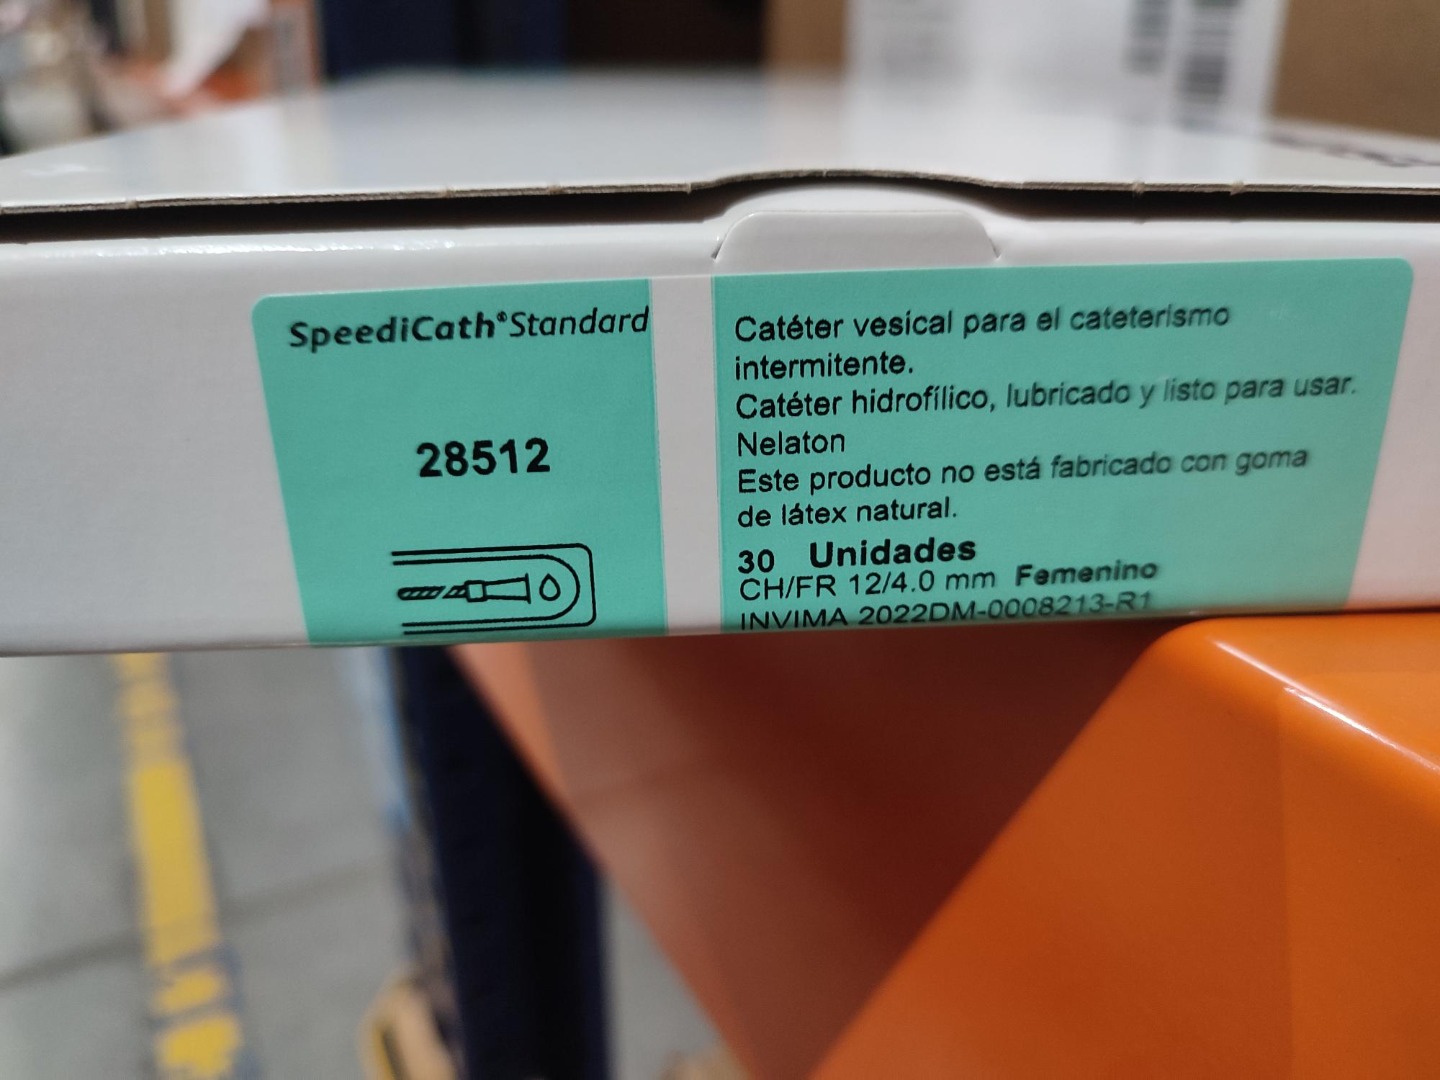 SpeediCath®Standard
28512
Catéter vesical para el cateterismo
intermitente.
Catéter hidrofílico, lubricado y listo para usar.
Nelaton
Este producto no está fabricado con goma
de látex natural.
30 Unidades
CH/FR 12/4.0 mm Femenino
INVIMA 2022DM-0008213-R1